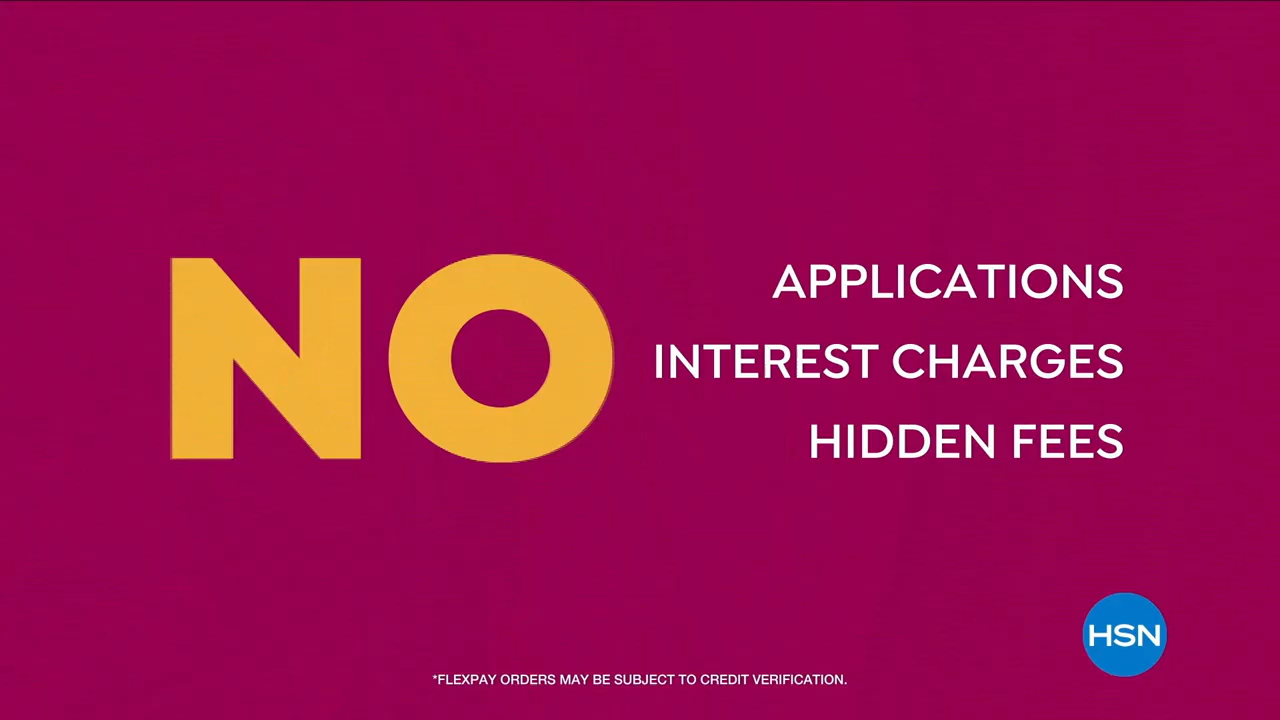 NO
APPLICATIONS
INTEREST CHARGES
HIDDEN FEES
HSN
*FLEXPAY ORDERS MAY BE SUBJECT TO CREDIT VERIFICATION.